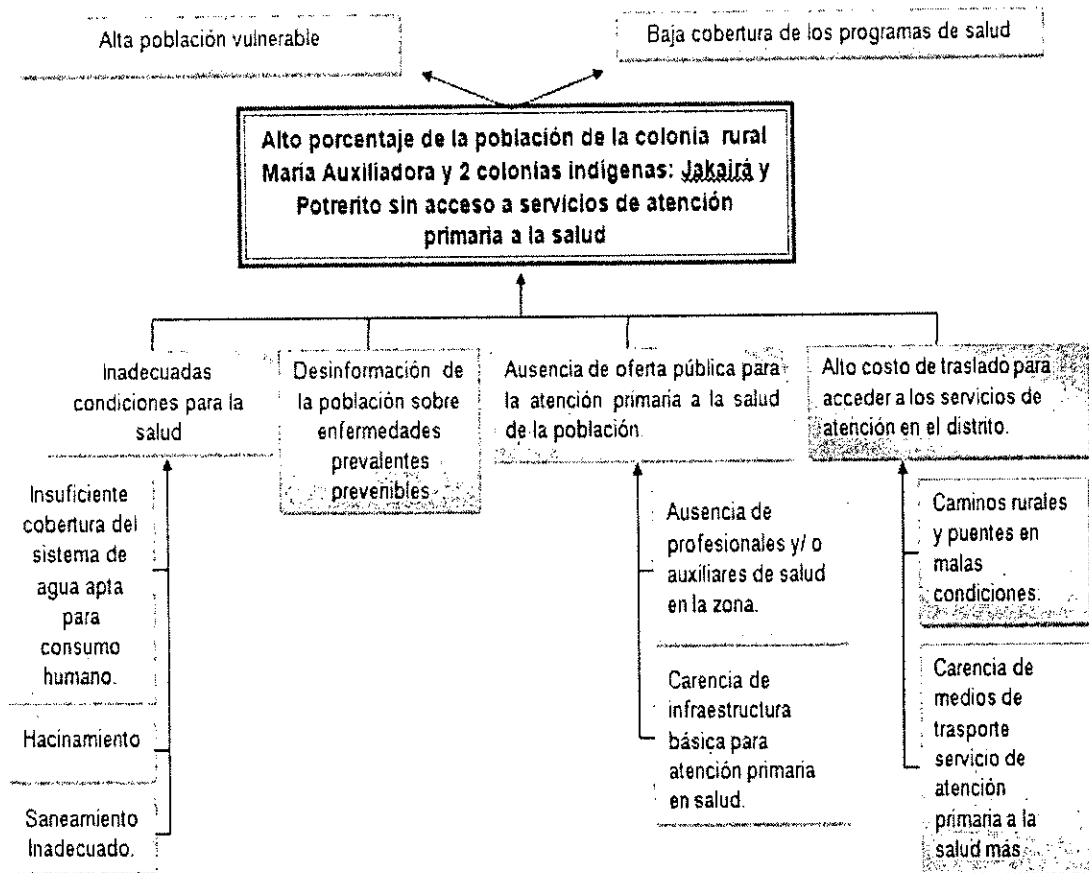 Alta población vulnerable
Baja cobertura de los programas de salud
Alto porcentaje de la población de la colonia rural
María Auxiliadora y 2 colonias indígenas: Jakairá y
Potrerito sin acceso a servicios de atención
primaria a la salud
Inadecuadas
condiciones para la
salud
Desinformación de
la población sobre
enfermedades
prevalentes
prevenibles
Ausencia de oferta pública para
la atención primaria a la salud
de la población.
Alto costo de traslado para
acceder a los servicios de
atención en el distrito.
Insuficiente
cobertura del
sistema de
agua apta
para
consumo
humano.
Hacinamiento
Saneamiento
Inadecuado.
Ausencia de
profesionales y/ o
auxiliares de salud
en la zona.
Carencia de
infraestructura
básica para
atención primaria
en salud.
Caminos rurales
y puentes en
malas
condiciones.
Carencia de
medios de
trasporte
servicio de
atención
primaria a la
salud más